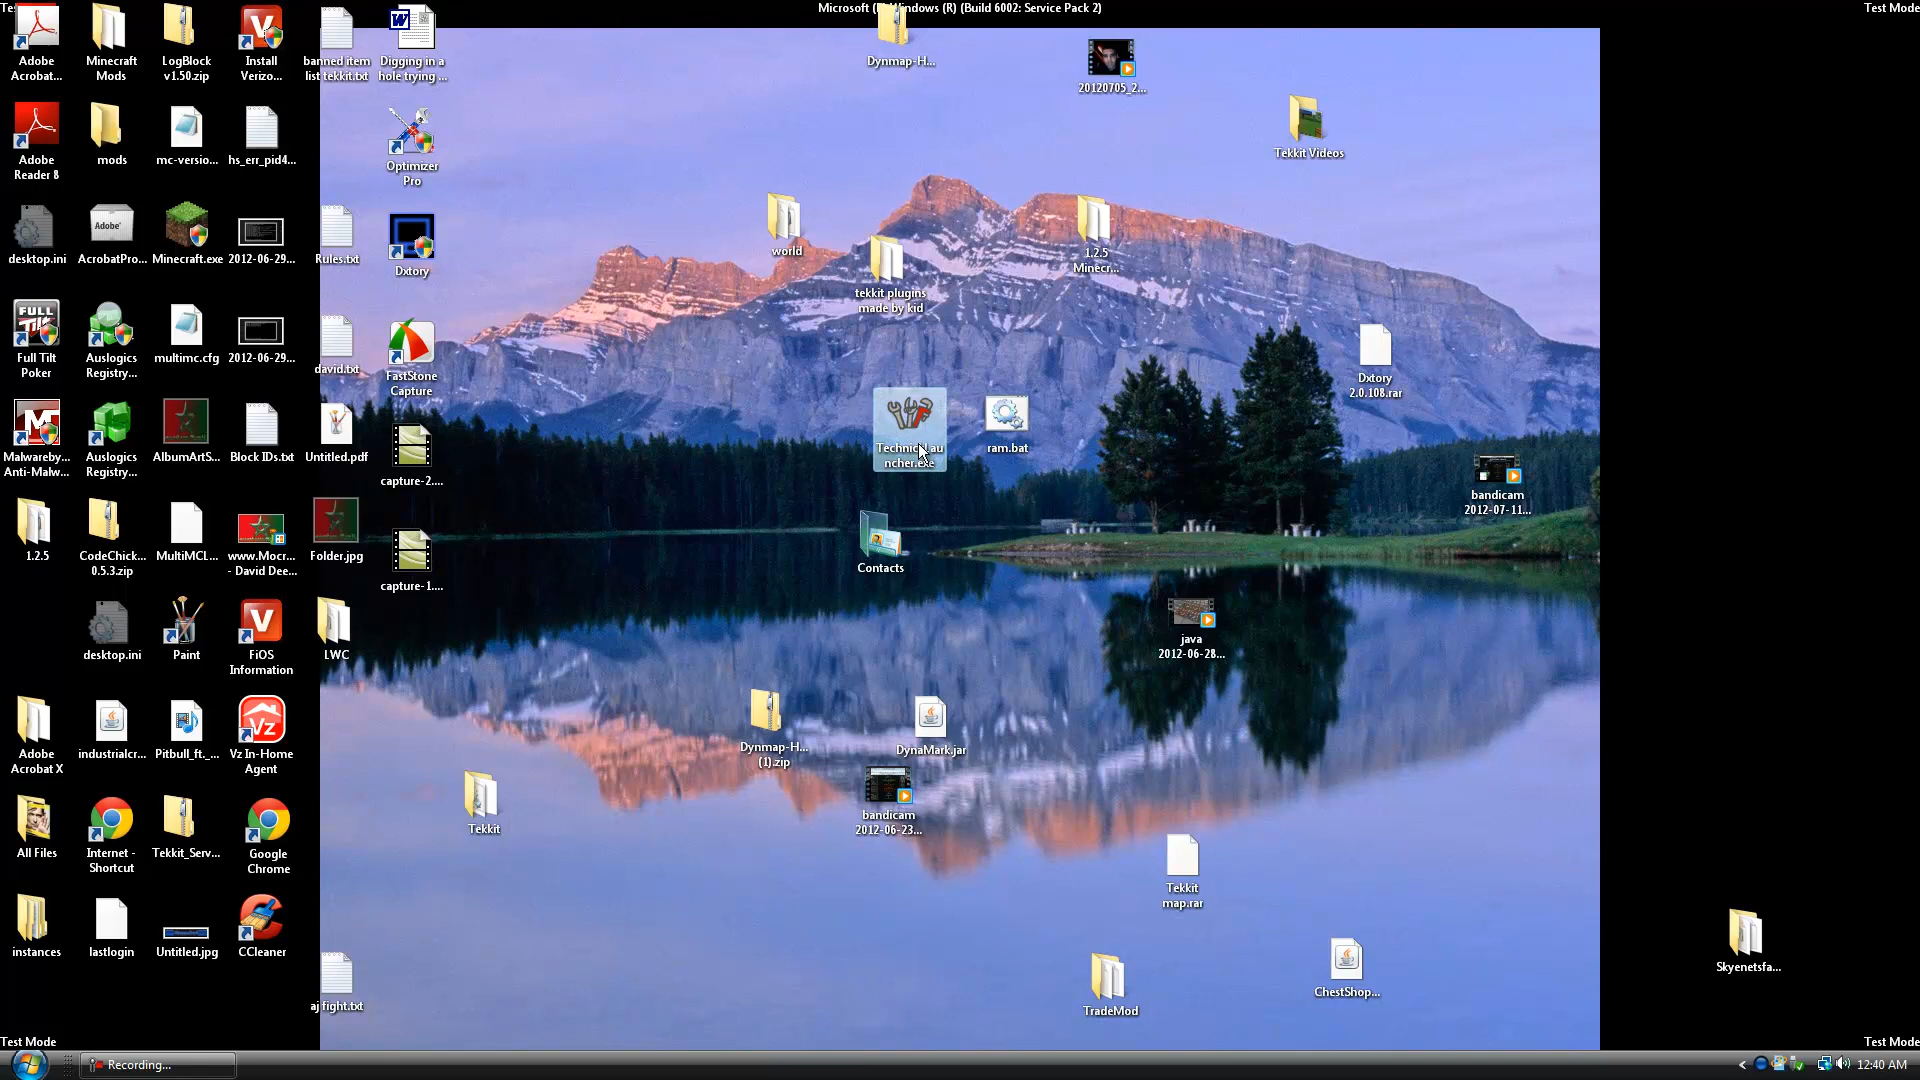 Test Mode
Microsoft (R) Windows (R) (Build 6002: Service Pack 2)
Test Mode
Adobe
Acrobat...
Minecraft
Mods
LogBlock
v1.50.zip
Install
Verizo...
banned item
list tekkit.txt
Digging in a
hole trying ...
Dynmap-H...
20120705_2...
Tekkit Videos
Adobe
Reader 8
mods
mc-versio...
hs_err_pid4...
Optimizer
Pro
desktop.ini
Adobe
AcrobatPro...
Minecraft.exe
2012-06-29...
Rules.txt
Dxtory
world
tekkit plugins
made by kid
1.2.5
Minecr...
FULL
TiLT
Full Tilt
Poker
Auslogics
Registry...
multimc.cfg
2012-06-29...
david.txt
FastStone
Capture
Dxtory
2.0.108.rar
Malwareby...
Anti-Malw...
Auslogics
Registry...
AlbumArtS...
Block IDs.txt
Untitled.pdf
capture-2....
TechnicLau
ncher.exe
ram.bat
bandicam
2012-07-11...
1.2.5
CodeChick...
0.5.3.zip
MultiMCL...
www.Mocr...
- David Dee...
Folder.jpg
capture-1....
Contacts
desktop.ini
Paint
FiOS
Information
LWC
java
2012-06-28...
Adobe
Acrobat X
industrialcr...
Pitbull_ft._...
Vz
Vz In-Home
Agent
Dynmap-H...
(1).zip
DynaMark.jar
All Files
Internet -
Shortcut
Tekkit_Serv...
Google
Chrome
Tekkit
bandicam
2012-06-23...
Tekkit
map.rar
instances
lastlogin
Untitled.jpg
CCleaner
Skyenetsfa...
aj fight.txt
TradeMod
ChestShop...
Test Mode
Test Mode
Recording...
12:40 AM